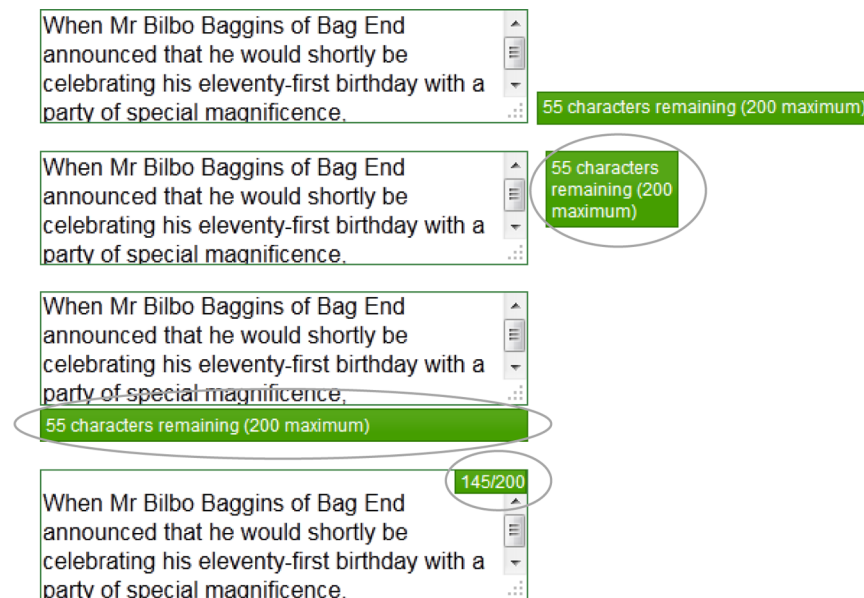 When Mr Bilbo Baggins of Bag End
announced that he would shortly be
celebrating his eleventy-first birthday with a
party of special magnificence,
55 characters remaining (200 maximum)
When Mr Bilbo Baggins of Bag End
announced that he would shortly be
celebrating his eleventy-first birthday with a
party of special magnificence,
55 characters
remaining (200
maximum)
When Mr Bilbo Baggins of Bag End
announced that he would shortly be
celebrating his eleventy-first birthday with a
party of special magnificence,
55 characters remaining (200 maximum)
145/200
When Mr Bilbo Baggins of Bag End
announced that he would shortly be
celebrating his eleventy-first birthday with a
party of special magnificence,